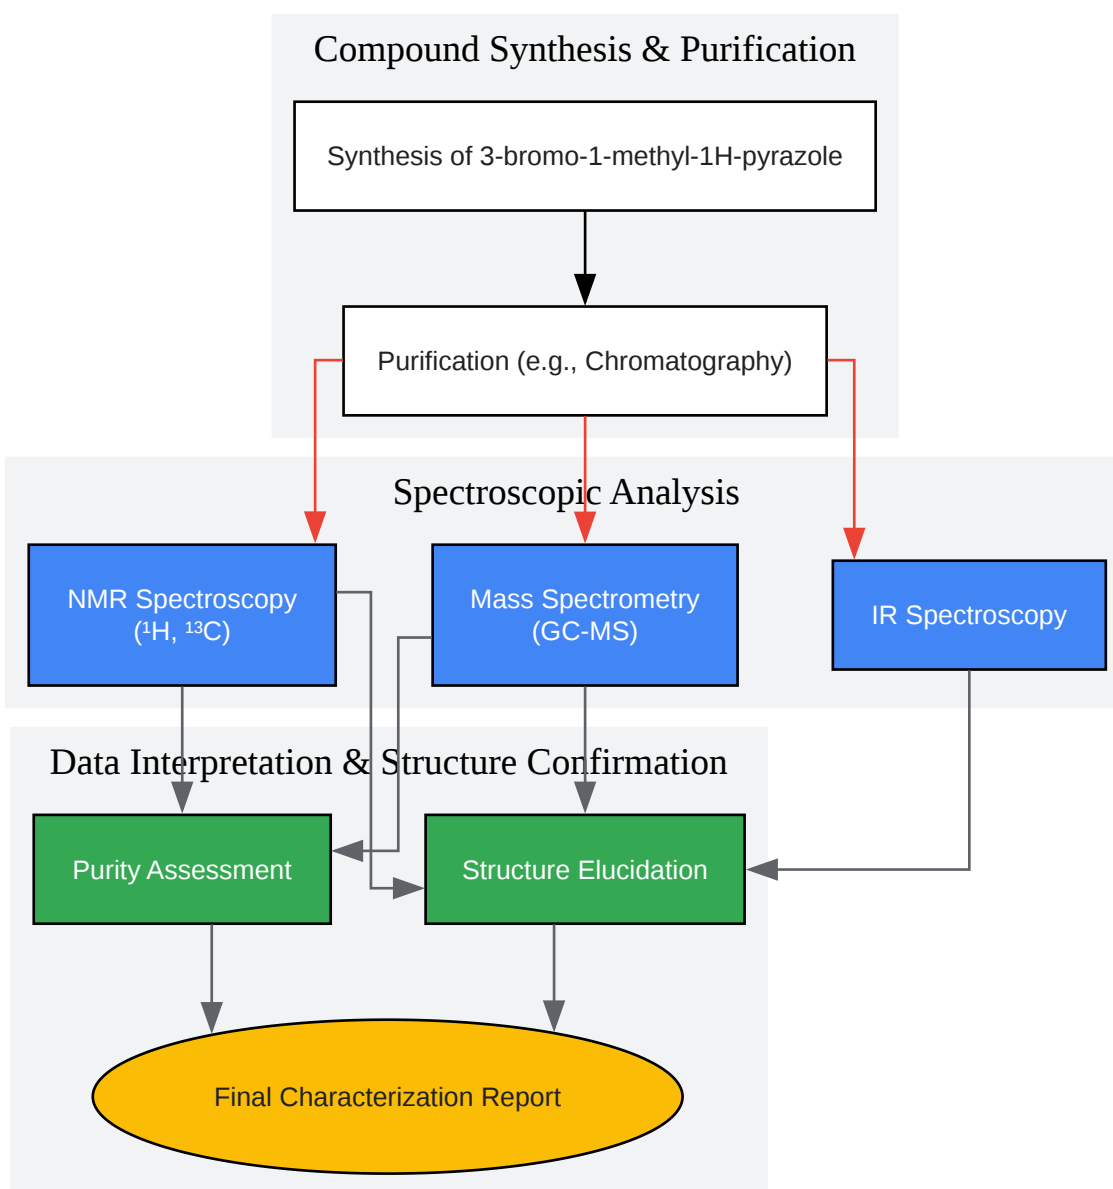 Compound Synthesis & Purification
Synthesis of 3-bromo-1-methyl-1H-pyrazole
Purification (e.g., Chromatography)
Spectroscopic Analysis
NMR Spectroscopy
(¹H, ¹³C)
Mass Spectrometry
(GC-MS)
IR Spectroscopy
Data Interpretation & Structure Confirmation
Purity Assessment
Structure Elucidation
Final Characterization Report